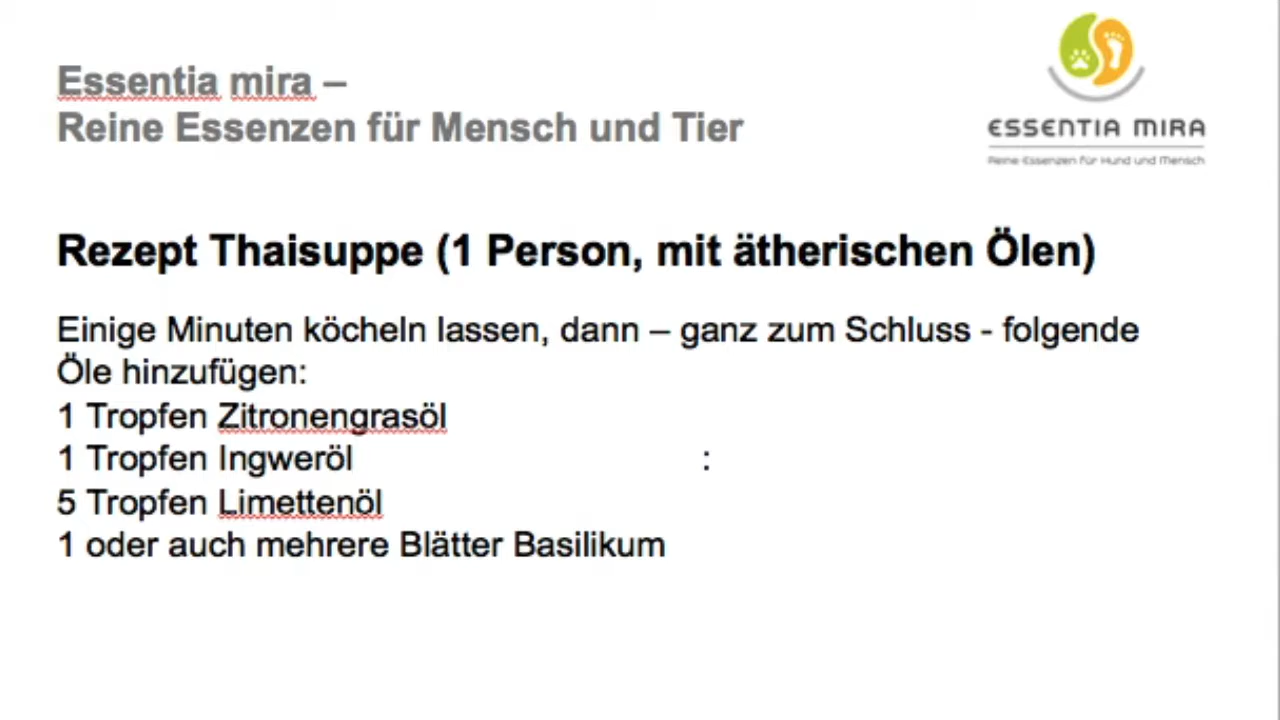 Essentia mira –
Reine Essenzen für Mensch und Tier
ESSENTIA MIRA
Reine Essenzen für Hund und Mensch
Rezept Thaisuppe (1 Person, mit ätherischen Ölen)
Einige Minuten köcheln lassen, dann – ganz zum Schluss - folgende
Öle hinzufügen:
1 Tropfen Zitronengrasöl
1 Tropfen Ingweröl :
5 Tropfen Limettenöl
1 oder auch mehrere Blätter Basilikum